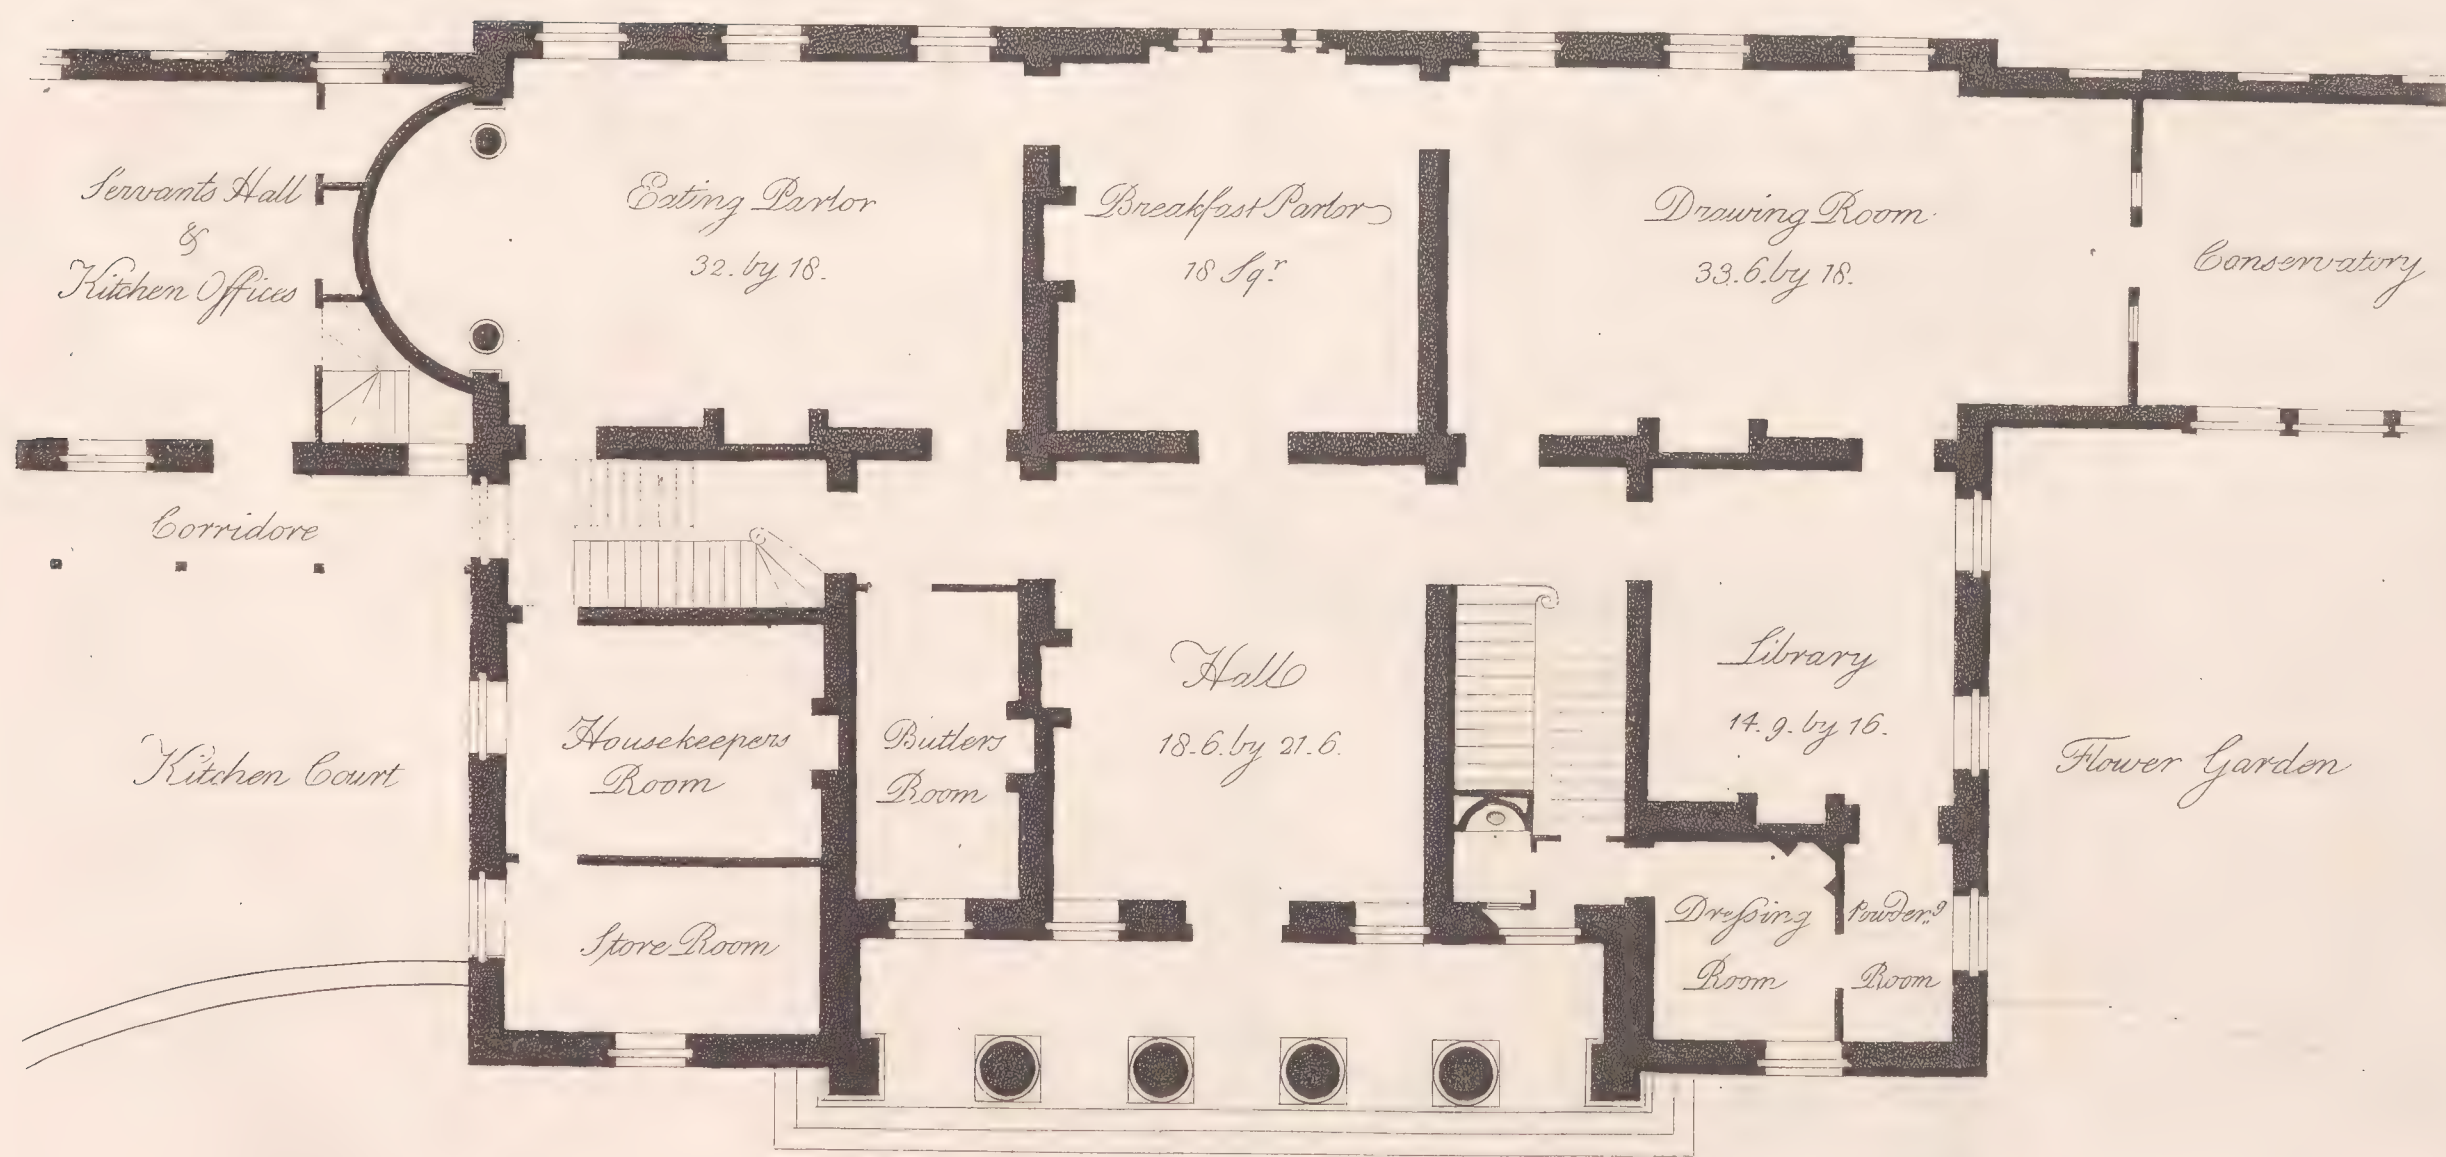 Servants Hall
&
Kitchen Offices
Eating Parlor
32. by 18.
Breakfast Parlor
18 Sqr.
Drawing Room
33.6. by 18.
Conservatory
Corridore
Kitchen Court
Housekeepers
Room
Butlers
Room
Hall
18.6. by 21.6.
Library
14.9. by 16.
Flower Garden
Store Room
Dressing
Room
Powderg
Room